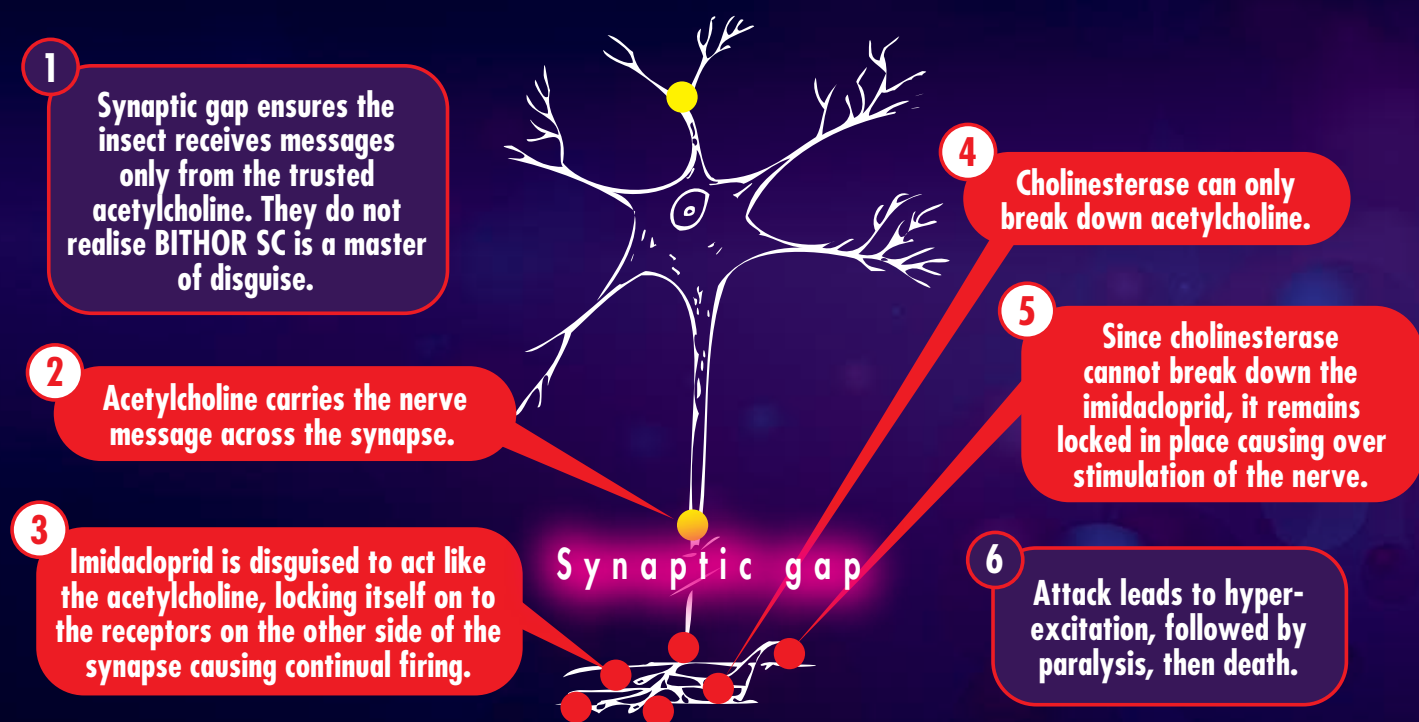 1
Synaptic gap ensures the
insect receives messages
only from the trusted
acetylcholine. They do not
realise BITHOR SC is a master
of disguise.
2
Acetylcholine carries the nerve
message across the synapse.
3
Imidacloprid is disguised to act like
the acetylcholine, locking itself on to
the receptors on the other side of the
synapse causing continual firing.
Synaptic gap
4
Cholinesterase can only
break down acetylcholine.
5
Since cholinesterase
cannot break down the
imidacloprid, it remains
locked in place causing over
stimulation of the nerve.
6
Attack leads to hyper-
excitation, followed by
paralysis, then death.